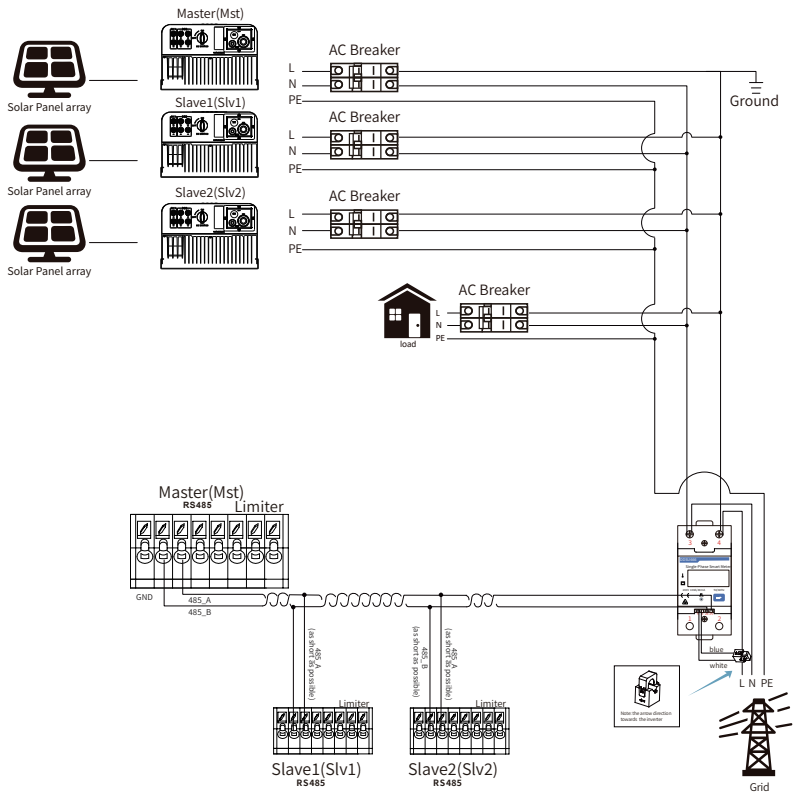 Master(Mst)
Solar Panel array
AC Breaker
L
N
PE
Ground
Slave1(Slv1)
Solar Panel array
AC Breaker
L
N
PE
Slave2(Slv2)
Solar Panel array
AC Breaker
L
N
PE
AC Breaker
L
N
PE
load
Master(Mst)
RS485
Limiter
GND
485_A
485_B
3 4
Single-Phase Smart Meter
1 2
blue
white
L N PE
485_A
(as short as possible)
485_B
(as short as possible)
485_A
(as short as possible)
Limiter
Slave1(Slv1)
RS485
Limiter
Slave2(Slv2)
RS485
Note: the arrow direction
towards the inverter
Grid